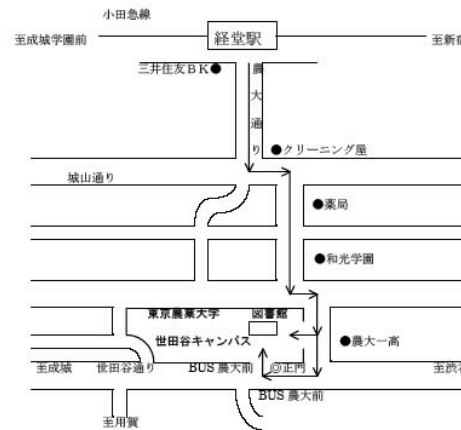 小田急線
至成城学園前
経堂駅
至新宿
三井住友BK●
農大通り
●クリーニング屋
城山通り
●薬局
●和光学園
東京農業大学
図書館
世田谷キャンパス
●農大一高
至成城
世田谷通り
BUS 農大前
◎正門
至渋谷
BUS 農大前
至用賀